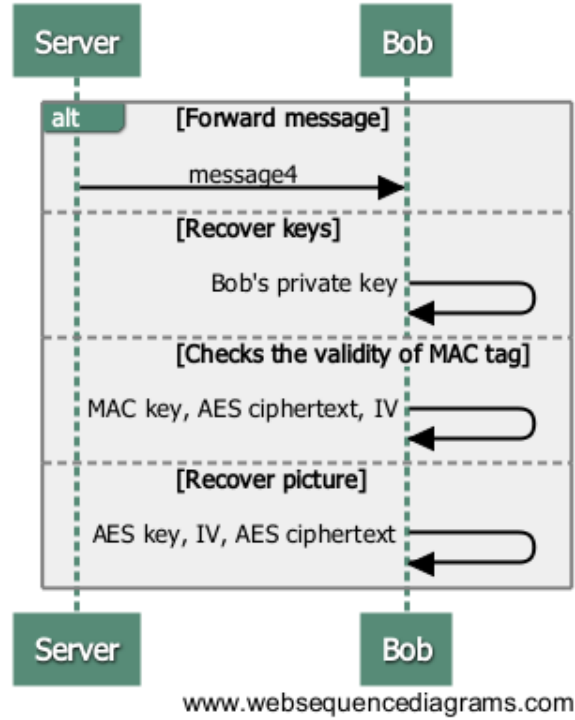 Server
Bob
alt
[Forward message]
message4
[Recover keys]
Bob's private key
[Checks the validity of MAC tag]
MAC key, AES ciphertext, IV
[Recover picture]
AES key, IV, AES ciphertext
Server
Bob
www.websequencediagrams.com